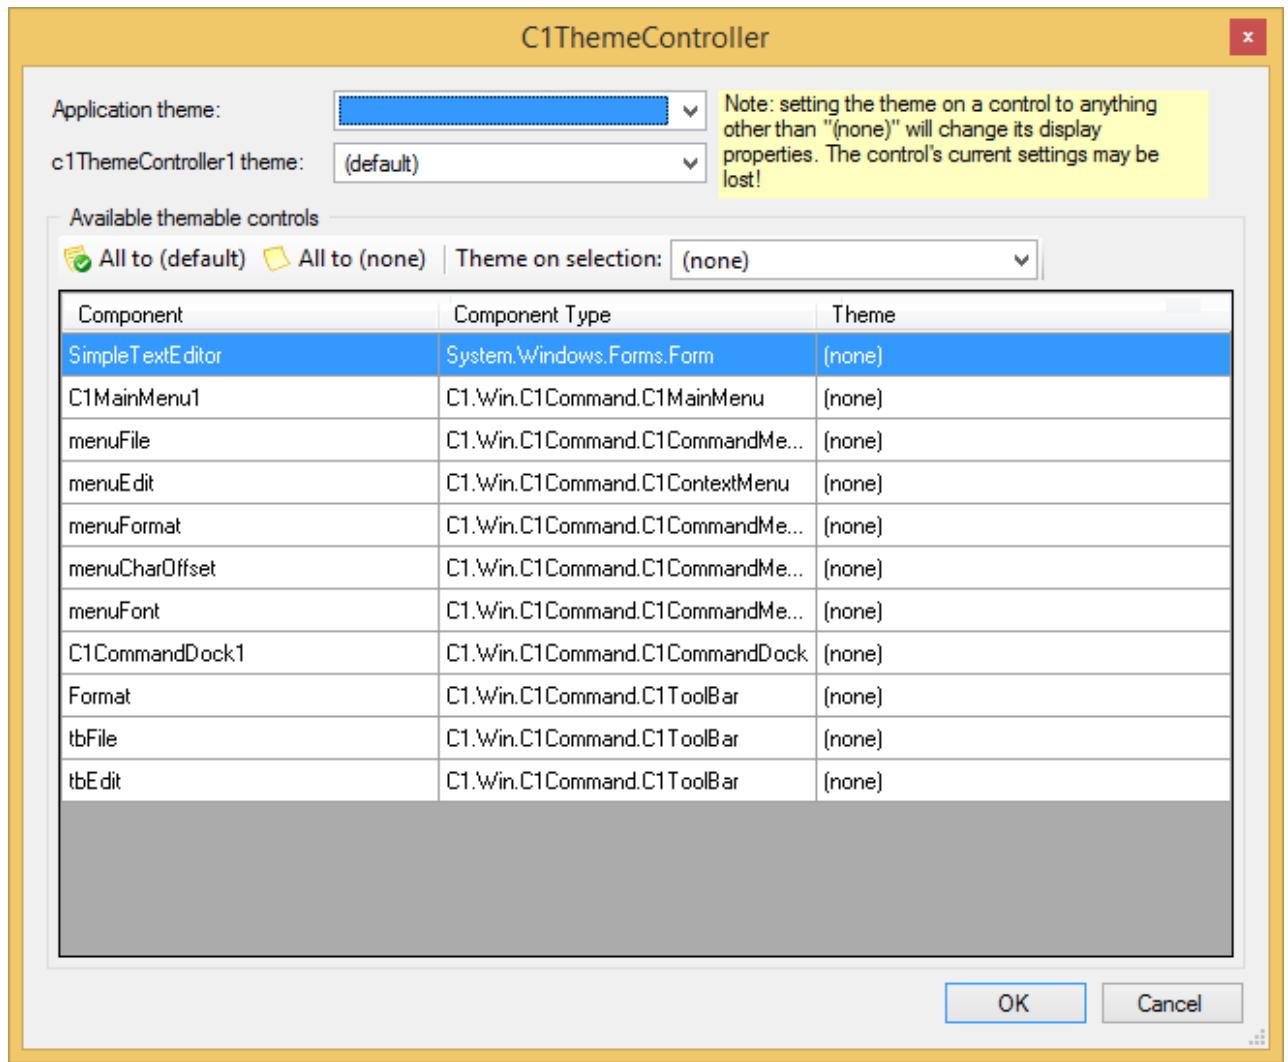 C1ThemeController
x
Application theme:
Note: setting the theme on a control to anything
other than "(none)" will change its display
properties. The control's current settings may be
lost!
c1ThemeController1 theme: (default)
Available themable controls
All to (default) All to (none) Theme on selection: (none)
Component Component Type Theme
SimpleTextEditor System.Windows.Forms.Form (none)
C1MainMenu1 C1.Win.C1Command.C1MainMenu (none)
menuFile C1.Win.C1Command.C1CommandMe... (none)
menuEdit C1.Win.C1Command.C1ContextMenu (none)
menuFormat C1.Win.C1Command.C1CommandMe... (none)
menuCharOffset C1.Win.C1Command.C1CommandMe... (none)
menuFont C1.Win.C1Command.C1CommandMe... (none)
C1CommandDock1 C1.Win.C1Command.C1CommandDock (none)
Format C1.Win.C1Command.C1ToolBar (none)
tbFile C1.Win.C1Command.C1ToolBar (none)
tbEdit C1.Win.C1Command.C1ToolBar (none)
OK Cancel